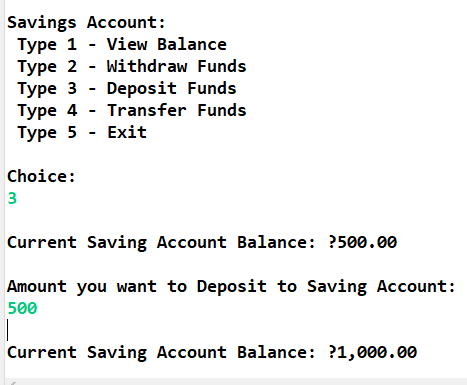 Savings Account:
Type 1 - View Balance
Type 2 - Withdraw Funds
Type 3 - Deposit Funds
Type 4 - Transfer Funds
Type 5 - Exit
Choice:
3
Current Saving Account Balance: ?500.00
Amount you want to Deposit to Saving Account:
500
Current Saving Account Balance: ?1,000.00